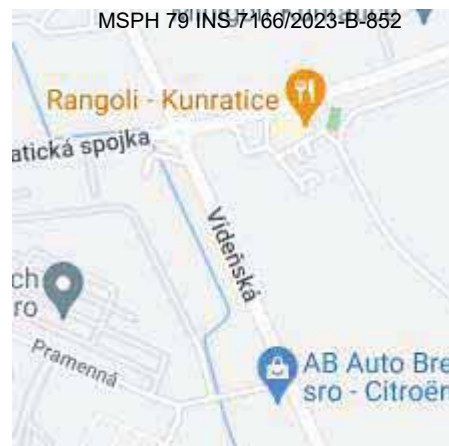 MSPH 79 INS 7166/2023-B-852
Rangoli - Kunratice
atická spojka
Vídeňská
ch
ro
Pramenná
AB Auto Bre
sro - Citroën